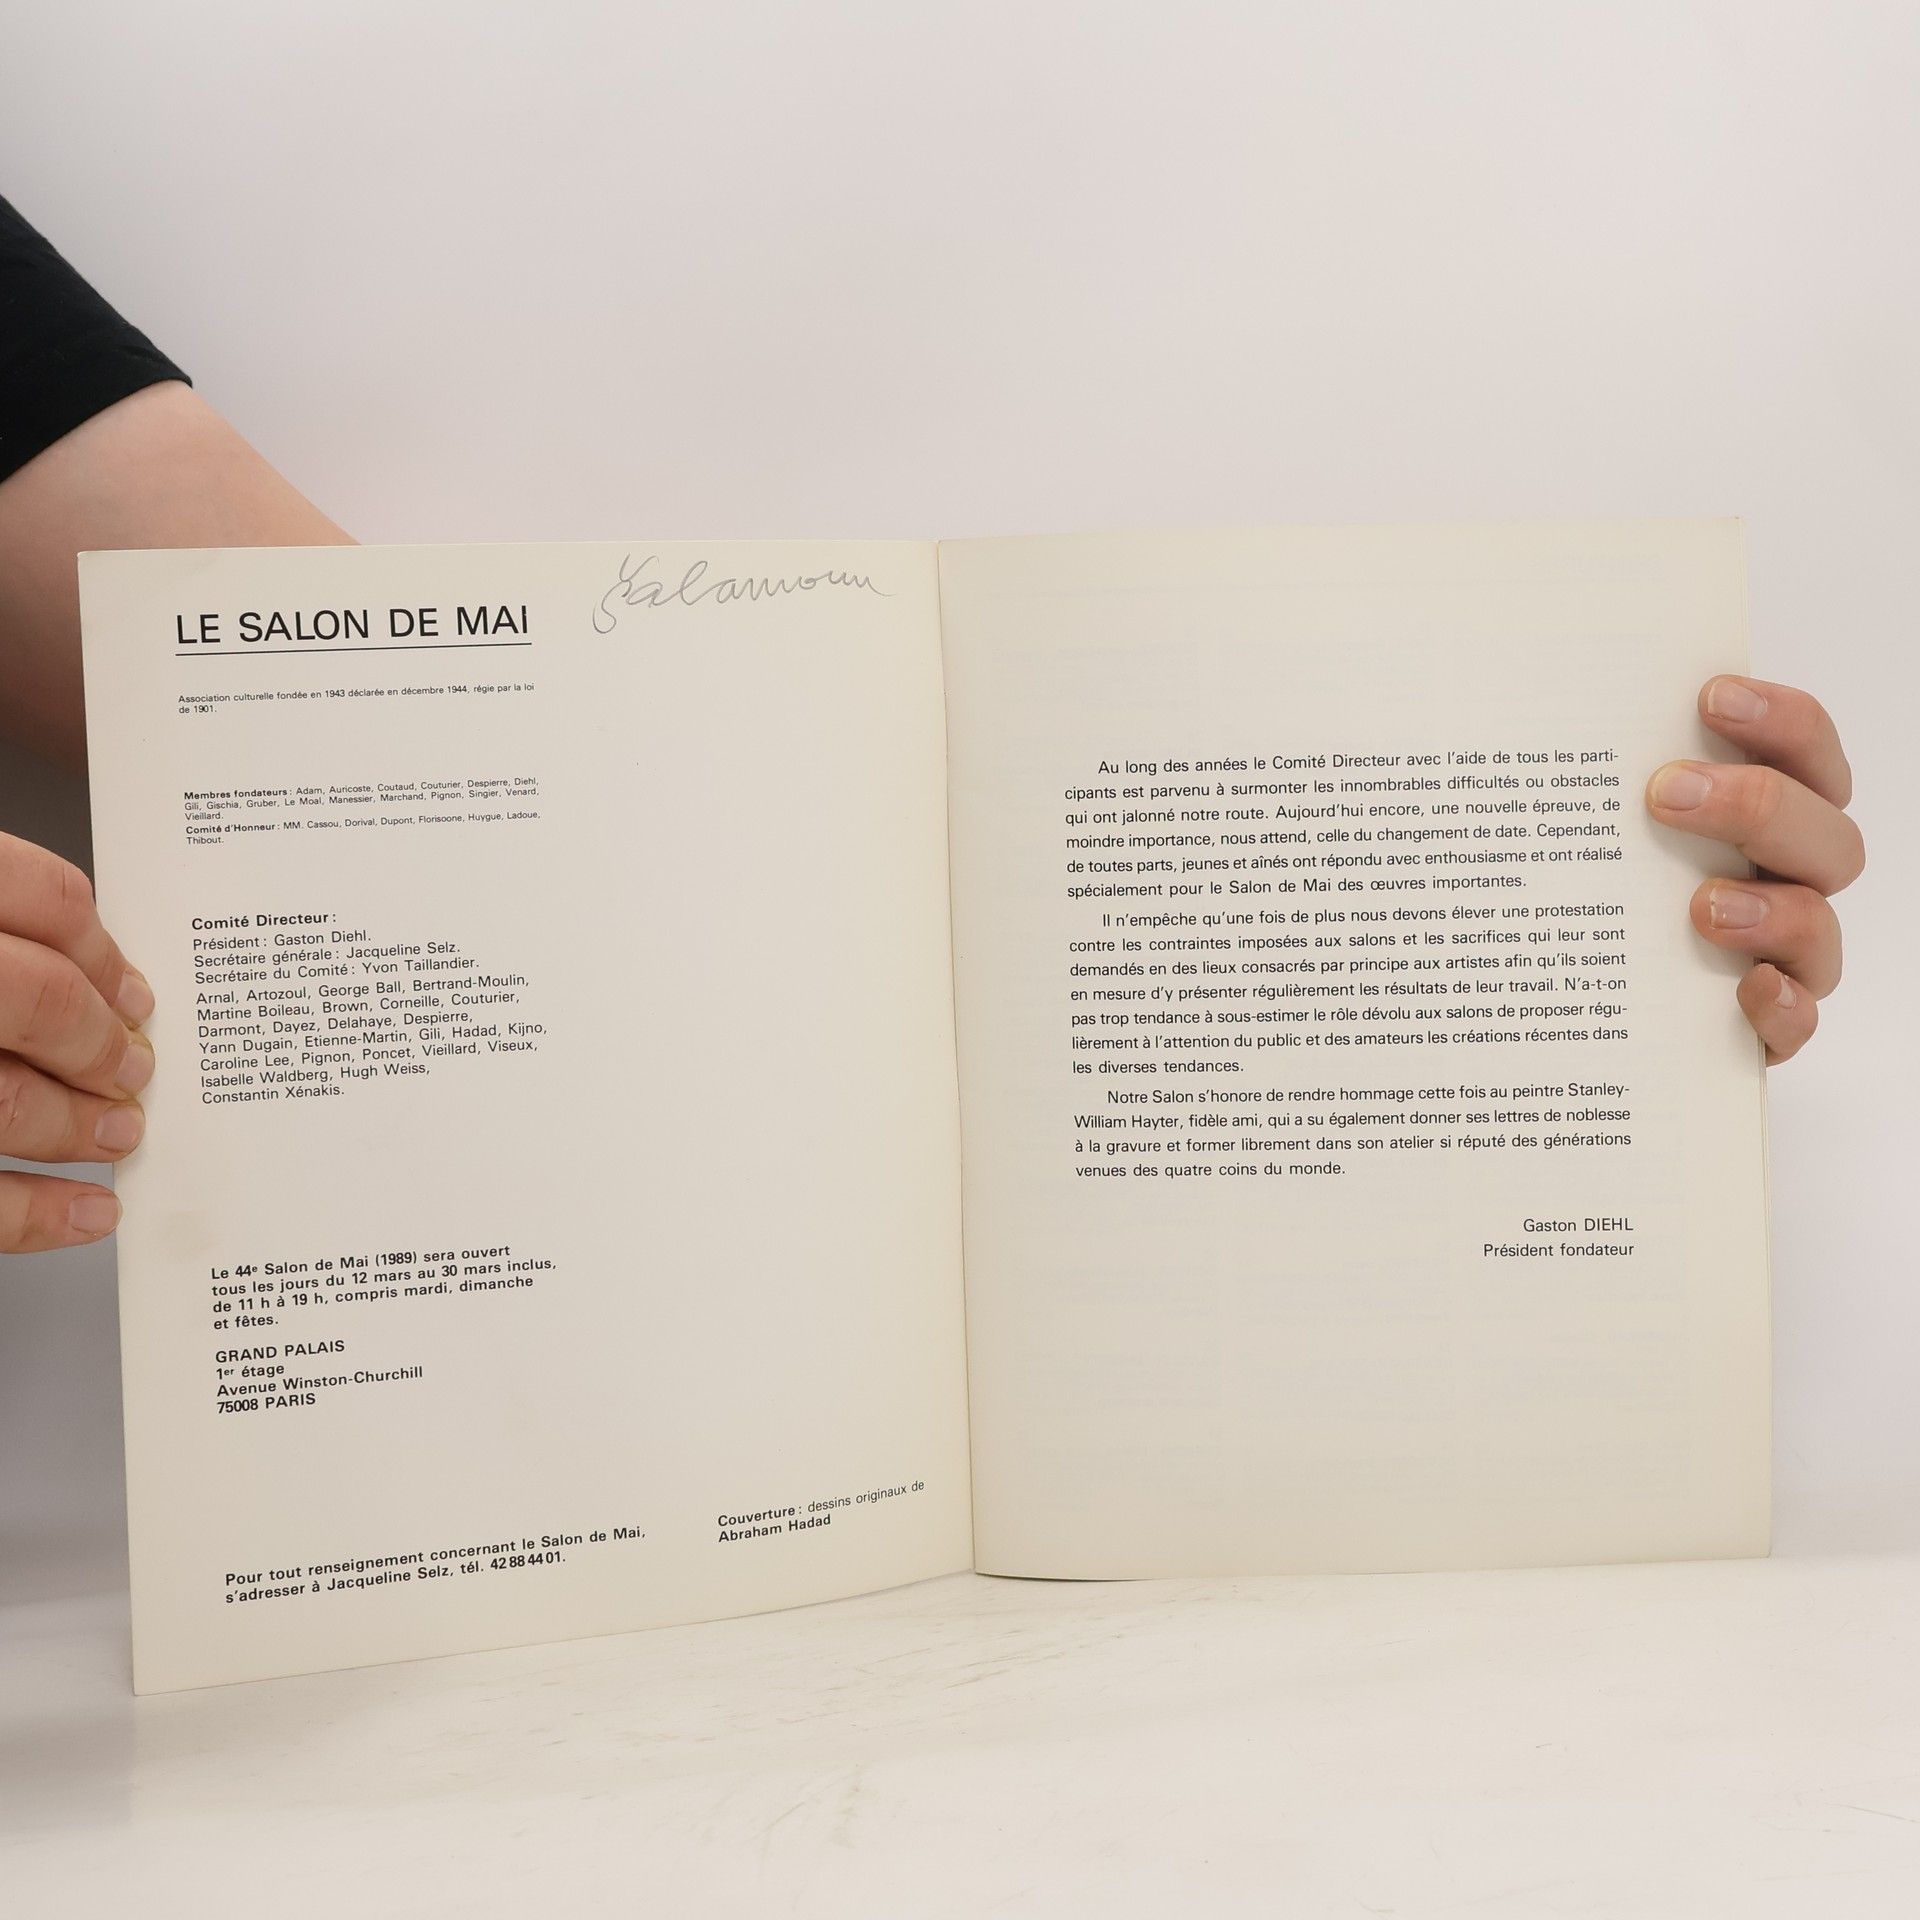 LE SALON DE MAI
Association culturelle fondée en 1943 déclarée en décembre 1944, régie par la loi
de 1901.
Membres fondateurs : Adam, Auricoste, Coutaud, Couturier, Despierre, Diehl,
Gili, Gischia, Gruber, Le Moal, Manessier, Marchand, Pignon, Singier, Venard,
Vieillard.
Comité d'Honneur : MM. Cassou, Dorival, Dupont, Florisoone, Huygue, Ladoue,
Thibout.
Comité Directeur :
Président : Gaston Diehl.
Secrétaire générale : Jacqueline Selz.
Secrétaire du Comité : Yvon Taillandier.
Arnal, Artozoul, George Ball, Bertrand-Moulin,
Martine Boileau, Brown, Corneille, Couturier,
Darmont, Dayez, Delahaye, Despierre,
Yann Dugain, Etienne-Martin, Gili, Hadad, Kijno,
Caroline Lee, Pignon, Poncet, Vieillard, Viseux,
Isabelle Waldberg, Hugh Weiss,
Constantin Xénakis.
Le 44e Salon de Mai (1989) sera ouvert
tous les jours du 12 mars au 30 mars inclus,
de 11 h à 19 h, compris mardi, dimanche
et fêtes.
GRAND PALAIS
1er étage
Avenue Winston-Churchill
75008 PARIS
Pour tout renseignement concernant le Salon de Mai,
s'adresser à Jacqueline Selz, tél. 42 88 44 01.
Couverture : dessins originaux de
Abraham Hadad
Au long des années le Comité Directeur avec l'aide de tous les parti-
cipants est parvenu à surmonter les innombrables difficultés ou obstacles
qui ont jalonné notre route. Aujourd'hui encore, une nouvelle épreuve, de
moindre importance, nous attend, celle du changement de date. Cependant,
de toutes parts, jeunes et aînés ont répondu avec enthousiasme et ont réalisé
spécialement pour le Salon de Mai des œuvres importantes.
Il n'empêche qu'une fois de plus nous devons élever une protestation
contre les contraintes imposées aux salons et les sacrifices qui leur sont
demandés en des lieux consacrés par principe aux artistes afin qu'ils soient
en mesure d'y présenter régulièrement les résultats de leur travail. N'a-t-on
pas trop tendance à sous-estimer le rôle dévolu aux salons de proposer régu-
lièrement à l'attention du public et des amateurs les créations récentes dans
les diverses tendances.
Notre Salon s'honore de rendre hommage cette fois au peintre Stanley-
William Hayter, fidèle ami, qui a su également donner ses lettres de noblesse
à la gravure et former librement dans son atelier si réputé des générations
venues des quatre coins du monde.
Gaston DIEHL
Président fondateur